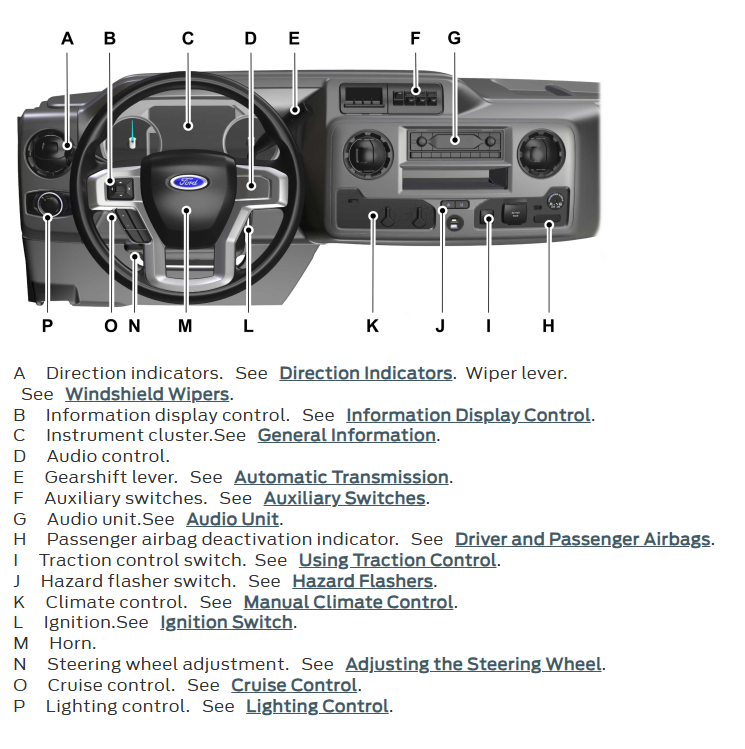 A B C D E F G
Ford
P O N M L K J I H
A Direction indicators. See Direction Indicators. Wiper lever.
See Windshield Wipers.
B Information display control. See Information Display Control.
C Instrument cluster.See General Information.
D Audio control.
E Gearshift lever. See Automatic Transmission.
F Auxiliary switches. See Auxiliary Switches.
G Audio unit.See Audio Unit.
H Passenger airbag deactivation indicator. See Driver and Passenger Airbags.
I Traction control switch. See Using Traction Control.
J Hazard flasher switch. See Hazard Flashers.
K Climate control. See Manual Climate Control.
L Ignition.See Ignition Switch.
M Horn.
N Steering wheel adjustment. See Adjusting the Steering Wheel.
O Cruise control. See Cruise Control.
P Lighting control. See Lighting Control.